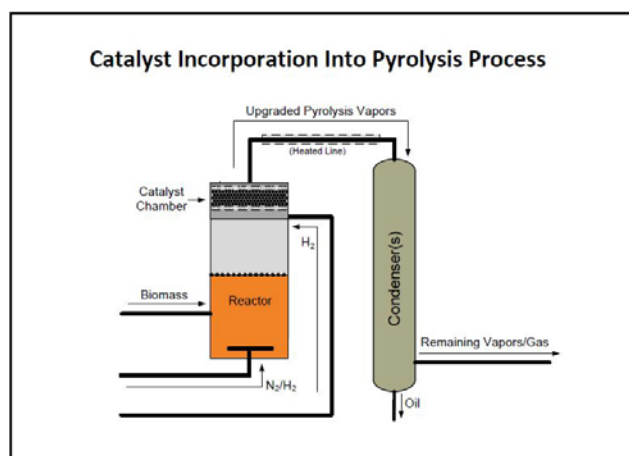 Catalyst Incorporation Into Pyrolysis Process
Upgraded Pyrolysis Vapors
(Heated Line)
Catalyst
Chamber
H₂
Condenser(s)
Biomass
Reactor
Remaining Vapors/Gas
N₂/H₂
Oil